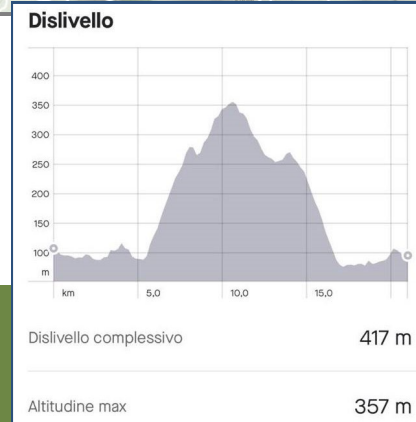 Dislivello
400
350
300
250
200
150
100
m
km 5,0 10,0 15,0
Dislivello complessivo 417 m
Altitudine max 357 m